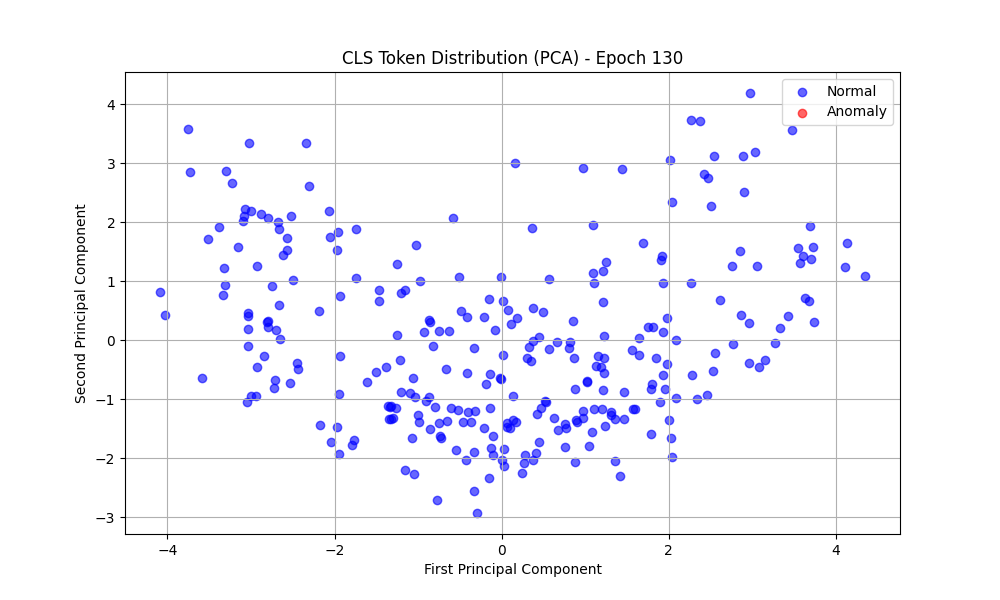 CLS Token Distribution (PCA) - Epoch 130
Normal
Anomaly
4
3
2
1
0
−1
−2
−3
Second Principal Component
−4
−2
0
2
4
First Principal Component